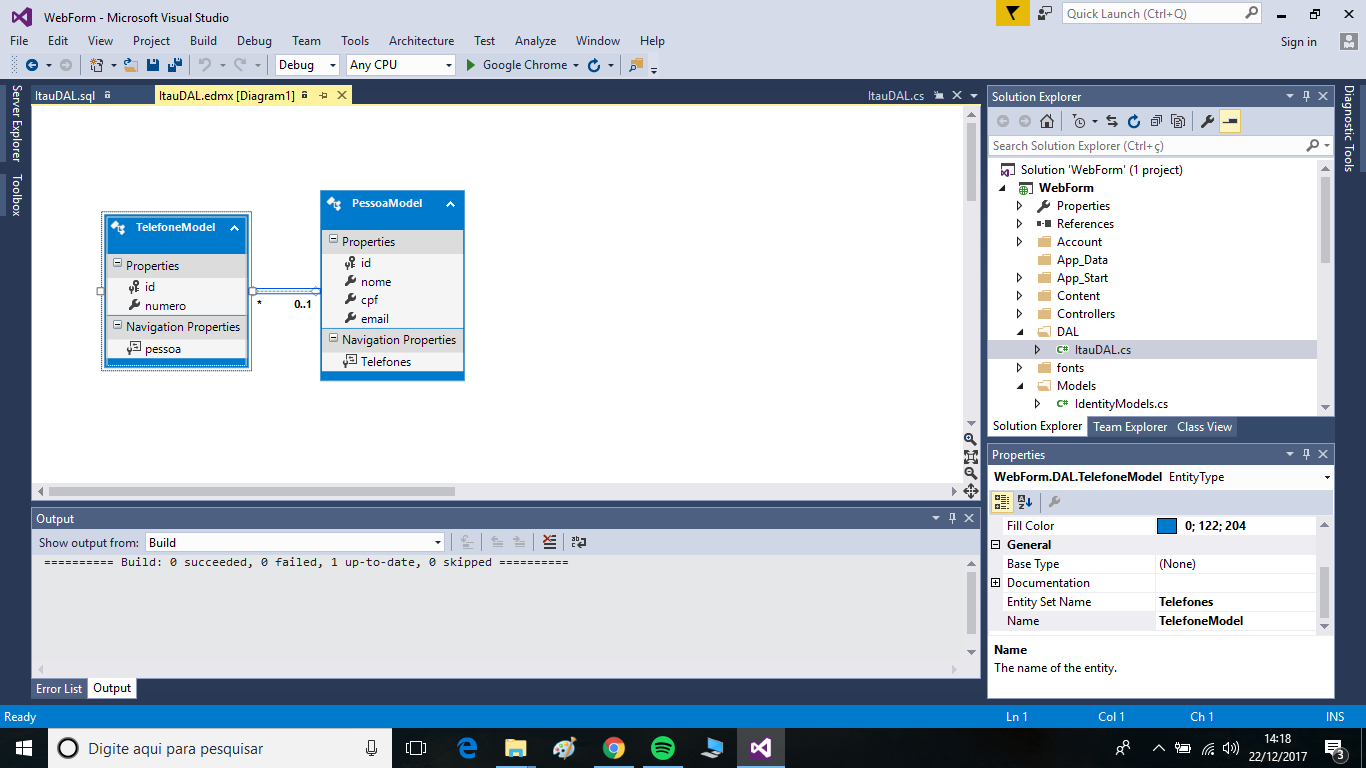 WebForm - Microsoft Visual Studio
Quick Launch (Ctrl+Q)
File Edit View Project Build Debug Team Tools Architecture Test Analyze Window Help
Sign in
Debug Any CPU Google Chrome
Server Explorer
Toolbox
ItauDAL.sql ItauDAL.edmx [Diagram1] ItauDAL.cs
TelefoneModel
Properties
id
numero
Navigation Properties
pessoa
* 0..1
PessoaModel
Properties
id
nome
cpf
email
Navigation Properties
Telefones
Solution Explorer
Search Solution Explorer (Ctrl+ç)
Solution 'WebForm' (1 project)
WebForm
Properties
References
Account
App_Data
App_Start
Content
Controllers
DAL
C# ItauDAL.cs
fonts
Models
C# IdentityModels.cs
Solution Explorer Team Explorer Class View
Diagnostic Tools
Properties
WebForm.DAL.TelefoneModel EntityType
Fill Color 0; 122; 204
General
Base Type (None)
Documentation
Entity Set Name Telefones
Name TelefoneModel
Name
The name of the entity.
Output
Show output from: Build
========== Build: 0 succeeded, 0 failed, 1 up-to-date, 0 skipped ==========
Error List Output
Ready Ln 1 Col 1 Ch 1 INS
Digite aqui para pesquisar
14:18
22/12/2017
3